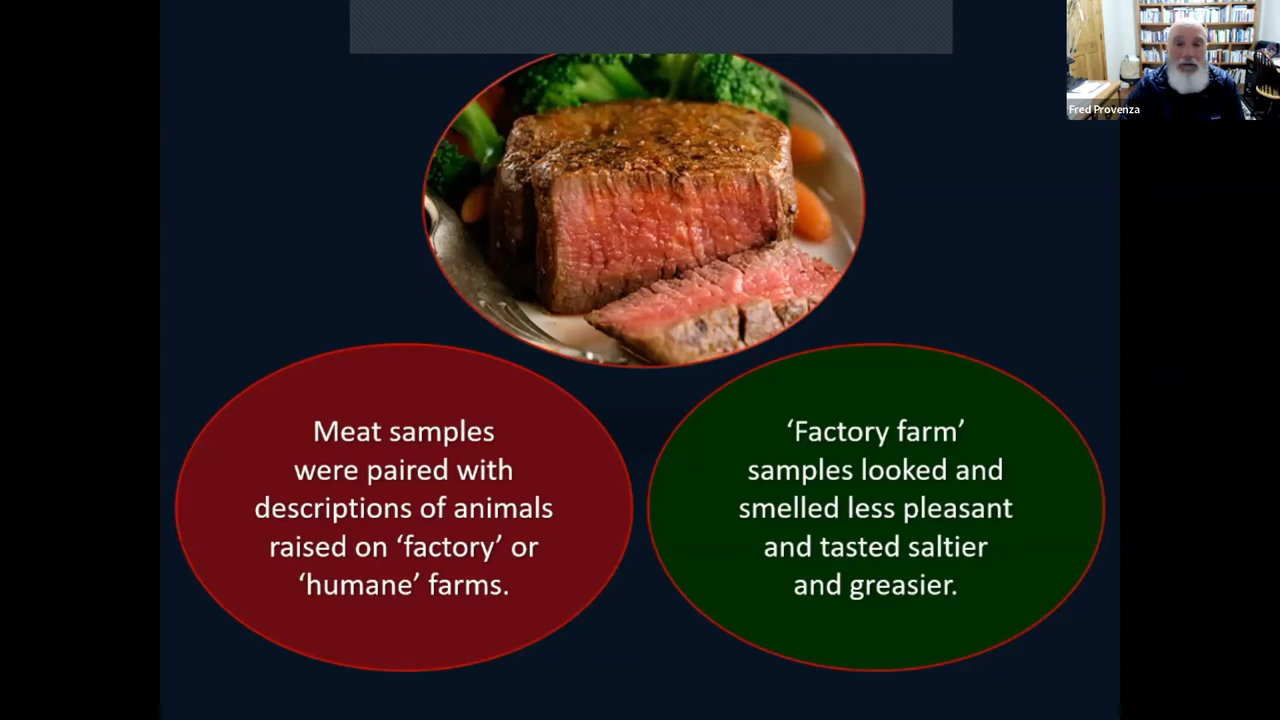 Fred Provenza
Meat samples
were paired with
descriptions of animals
raised on ‘factory’ or
‘humane’ farms.
‘Factory farm’
samples looked and
smelled less pleasant
and tasted saltier
and greasier.